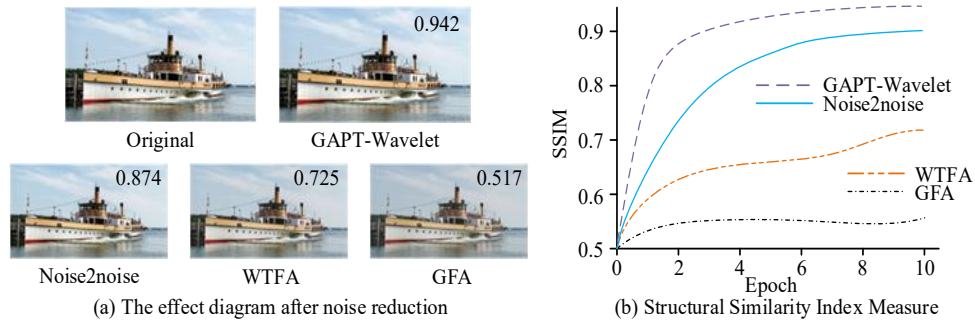 0.942
Original
GAPT-Wavelet
0.874
0.725
0.517
Noise2noise
WTFA
GFA
(a) The effect diagram after noise reduction
SSIM
0.9
0.8
0.7
0.6
0.5
GAPT-Wavelet
Noise2noise
WTFA
GFA
0 2 4 6 8 10
Epoch
(b) Structural Similarity Index Measure